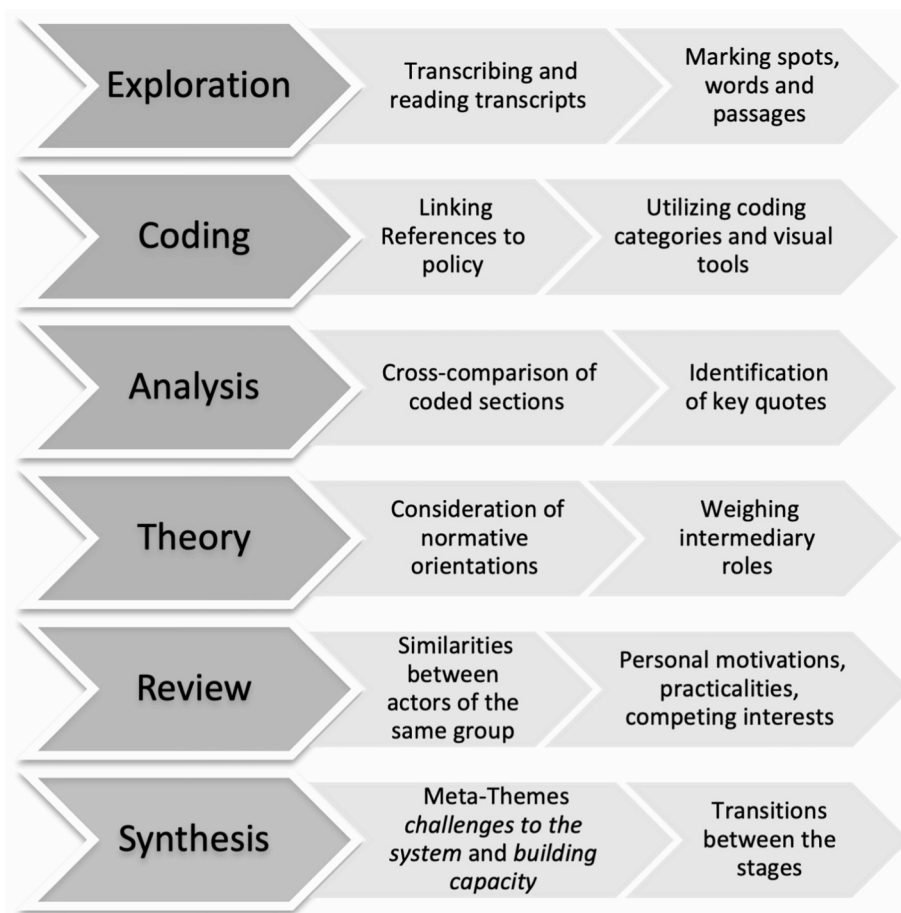 Exploration
Transcribing and
reading transcripts
Marking spots,
words and
passages
Coding
Linking
References to
policy
Utilizing coding
categories and visual
tools
Analysis
Cross-comparison of
coded sections
Identification
of key quotes
Theory
Consideration of
normative
orientations
Weighing
intermediary
roles
Review
Similarities
between
actors of the
same group
Personal motivations,
practicalities,
competing interests
Synthesis
Meta-Themes
challenges to the
system and building
capacity
Transitions
between the
stages